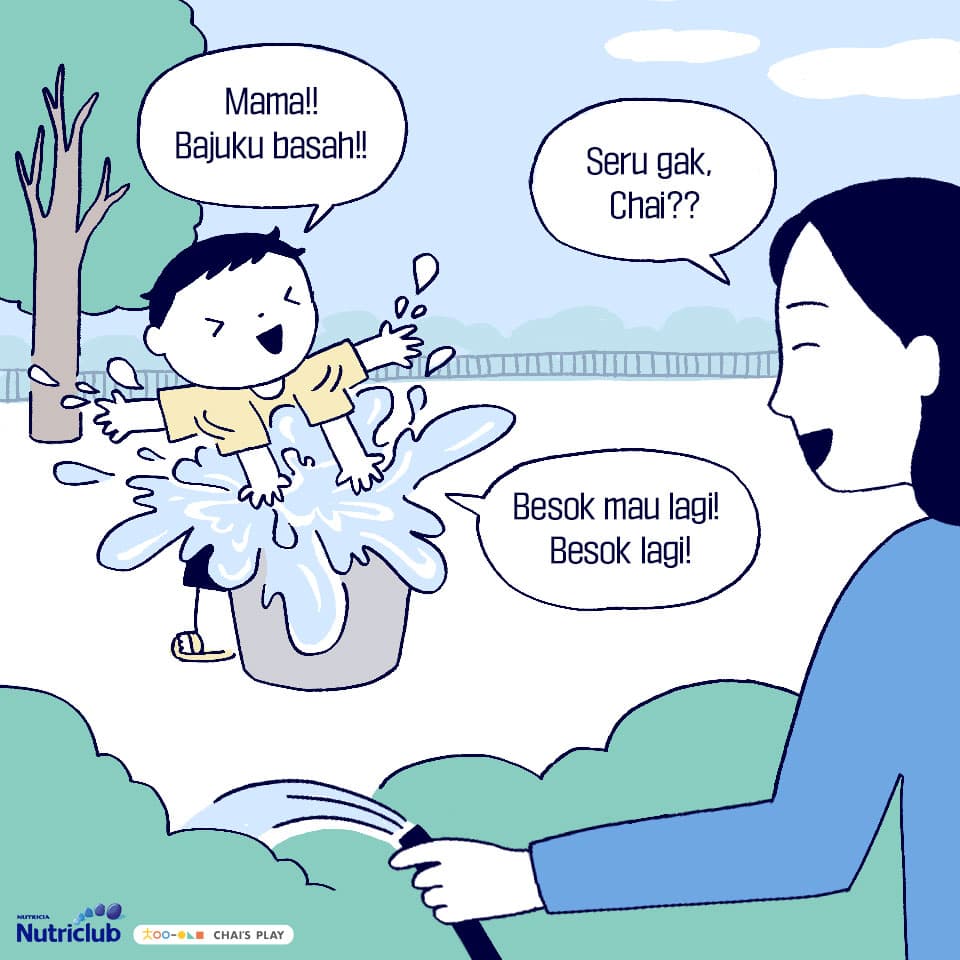 Mama!!
Bajuku basah!!
Seru gak,
Chai??
Besok mau lagi!
Besok lagi!
NUTRICIA
Nutriclub
CHAI'S PLAY